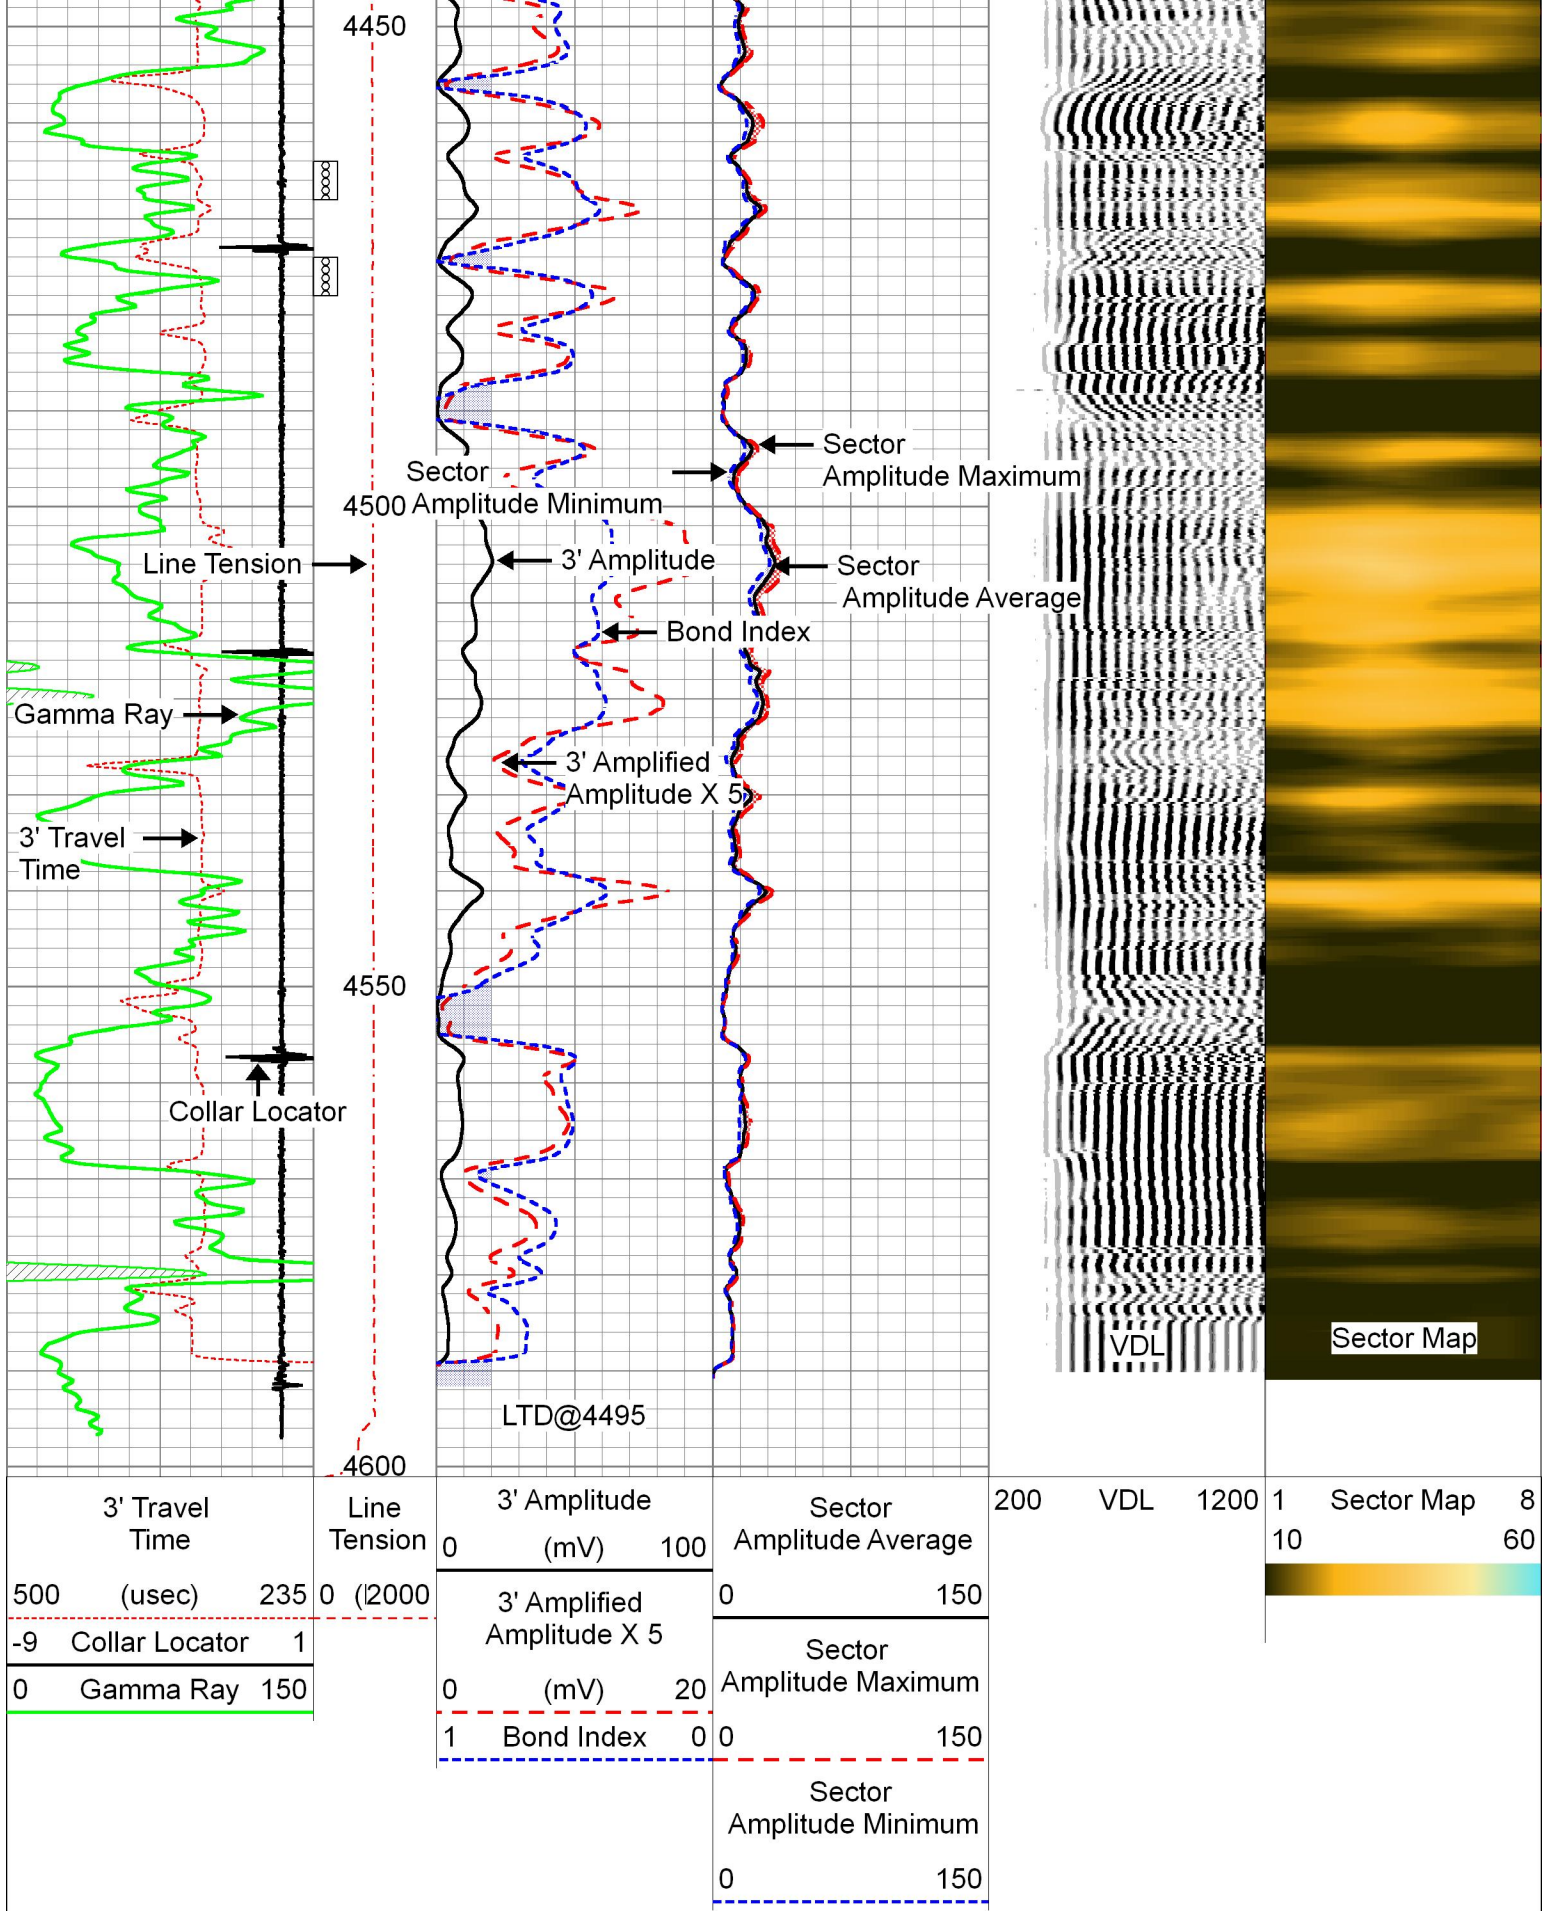 4450
Sector
Amplitude Maximum
Sector
Amplitude Minimum
4500
3' Amplitude
Line Tension
Sector
Amplitude Average
Bond Index
Gamma Ray
3' Amplified
Amplitude X 5
3' Travel
Time
4550
Collar Locator
VDL
Sector Map
LTD@4495
4600
3' Travel
Time
500 (usec) 235
-9 Collar Locator 1
0 Gamma Ray 150
Line
Tension
0 ( 2000
3' Amplitude
0 (mV) 100
3' Amplified
Amplitude X 5
0 (mV) 20
1 Bond Index 0
Sector
Amplitude Average
0 150
Sector
Amplitude Maximum
0 150
Sector
Amplitude Minimum
0 150
200 VDL 1200
1 Sector Map 8
10 60